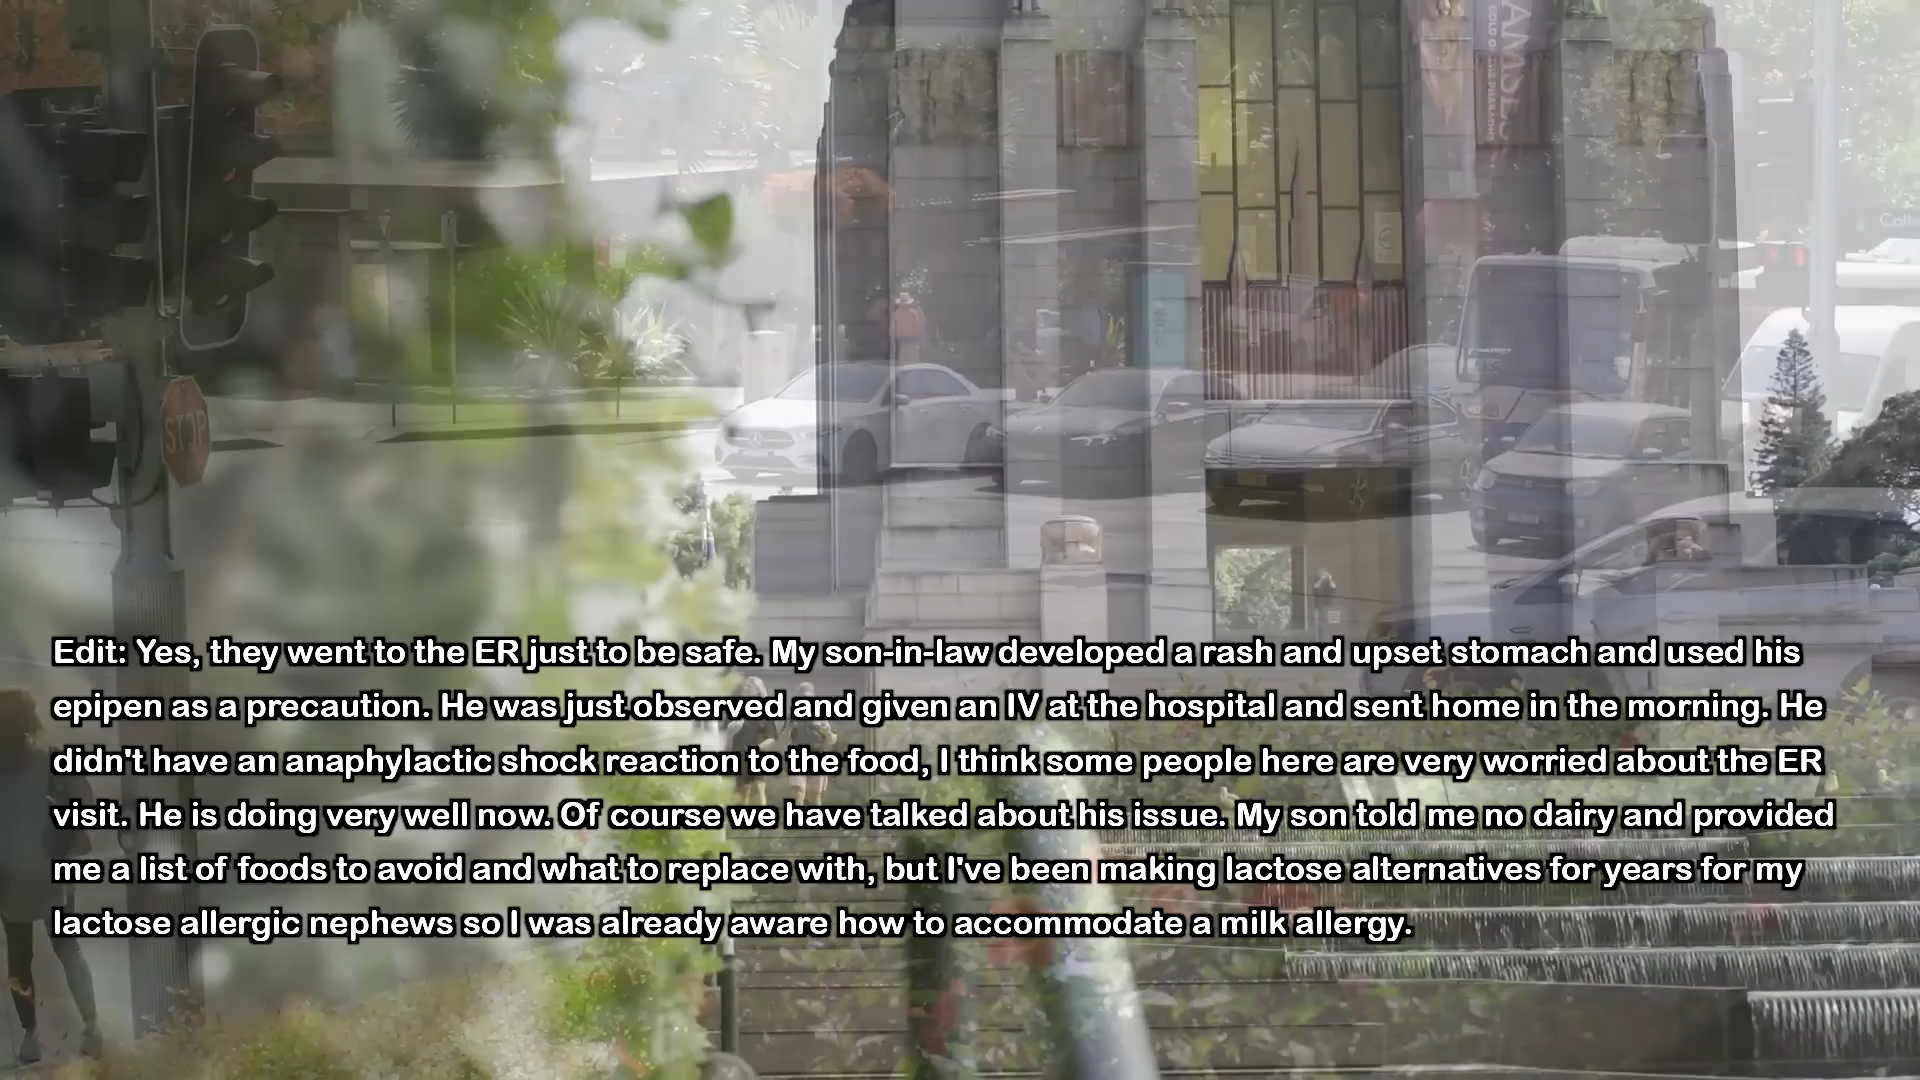 RAMSES
GOLD OF THE PHARAOHS
STOP
Edit: Yes, they went to the ER just to be safe. My son-in-law developed a rash and upset stomach and used his
epipen as a precaution. He was just observed and given an IV at the hospital and sent home in the morning. He
didn't have an anaphylactic shock reaction to the food, I think some people here are very worried about the ER
visit. He is doing very well now. Of course we have talked about his issue. My son told me no dairy and provided
me a list of foods to avoid and what to replace with, but I've been making lactose alternatives for years for my
lactose allergic nephews so I was already aware how to accommodate a milk allergy.